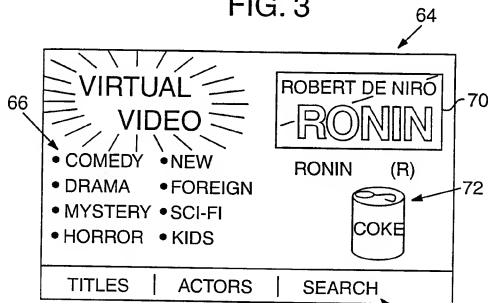 FIG. 3
64
VIRTUAL
VIDEO
ROBERT DE NIRO
RONIN
70
66
RONIN (R)
• COMEDY • NEW
• DRAMA • FOREIGN
• MYSTERY • SCI-FI
• HORROR • KIDS
72
COKE
TITLES | ACTORS | SEARCH